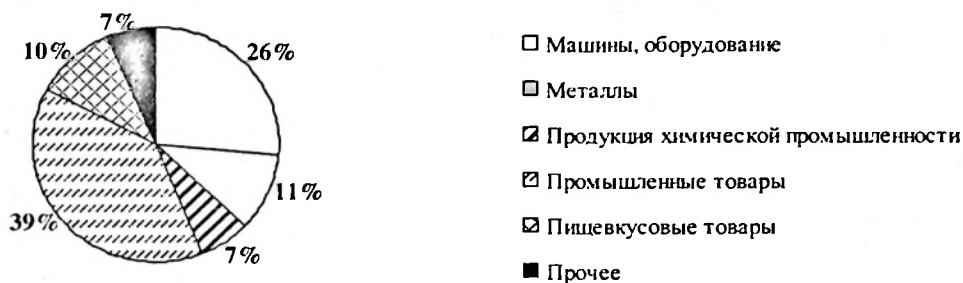 7%
10%
26%
11%
39%
7%
Машины, оборудование
Металлы
Продукция химической промышленности
Промышленные товары
Пищевкусовые товары
Прочее